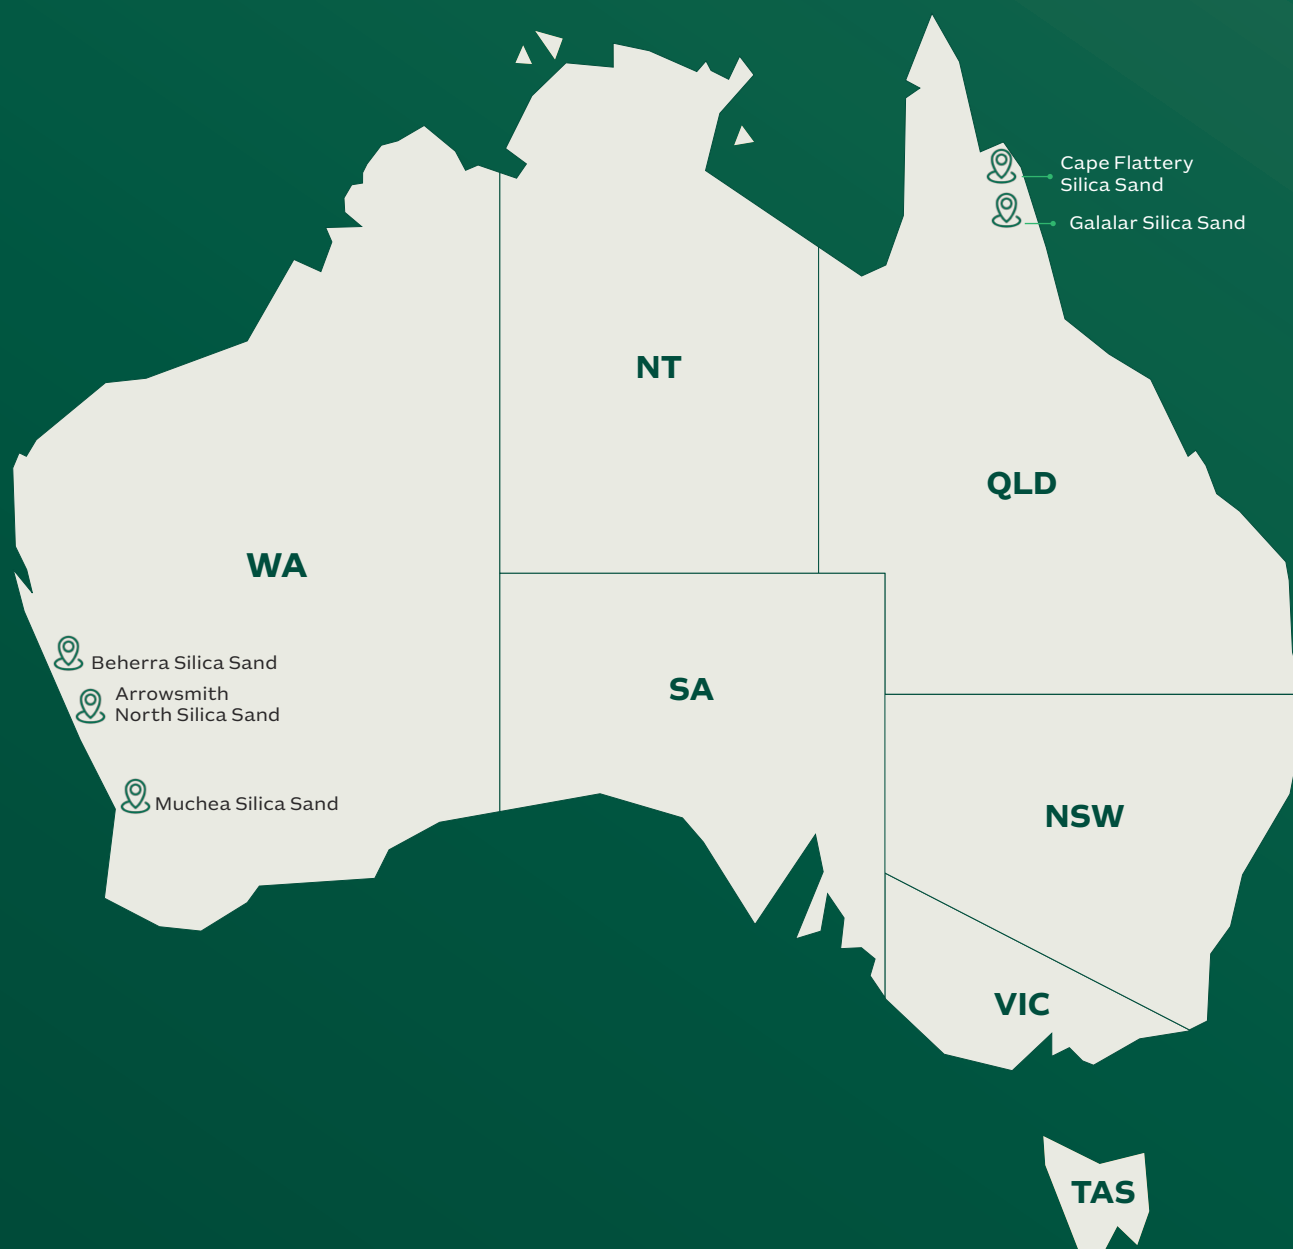 Cape Flattery
Silica Sand
Galalar Silica Sand
NT
QLD
WA
Beherra Silica Sand
Arrowsmith
North Silica Sand
SA
Muchea Silica Sand
NSW
VIC
TAS